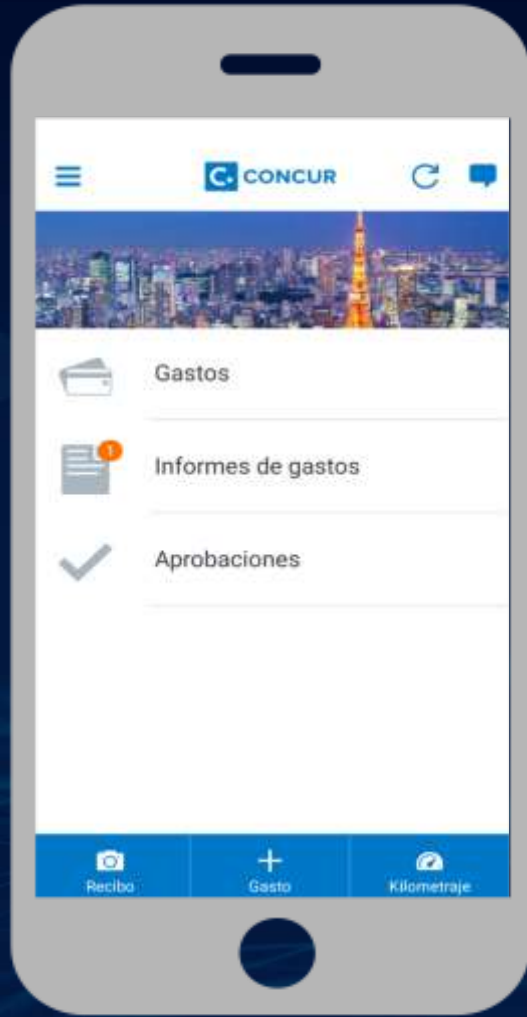 C. CONCUR
Gastos
1
Informes de gastos
Aprobaciones
Recibo
Gasto
Kilometraje